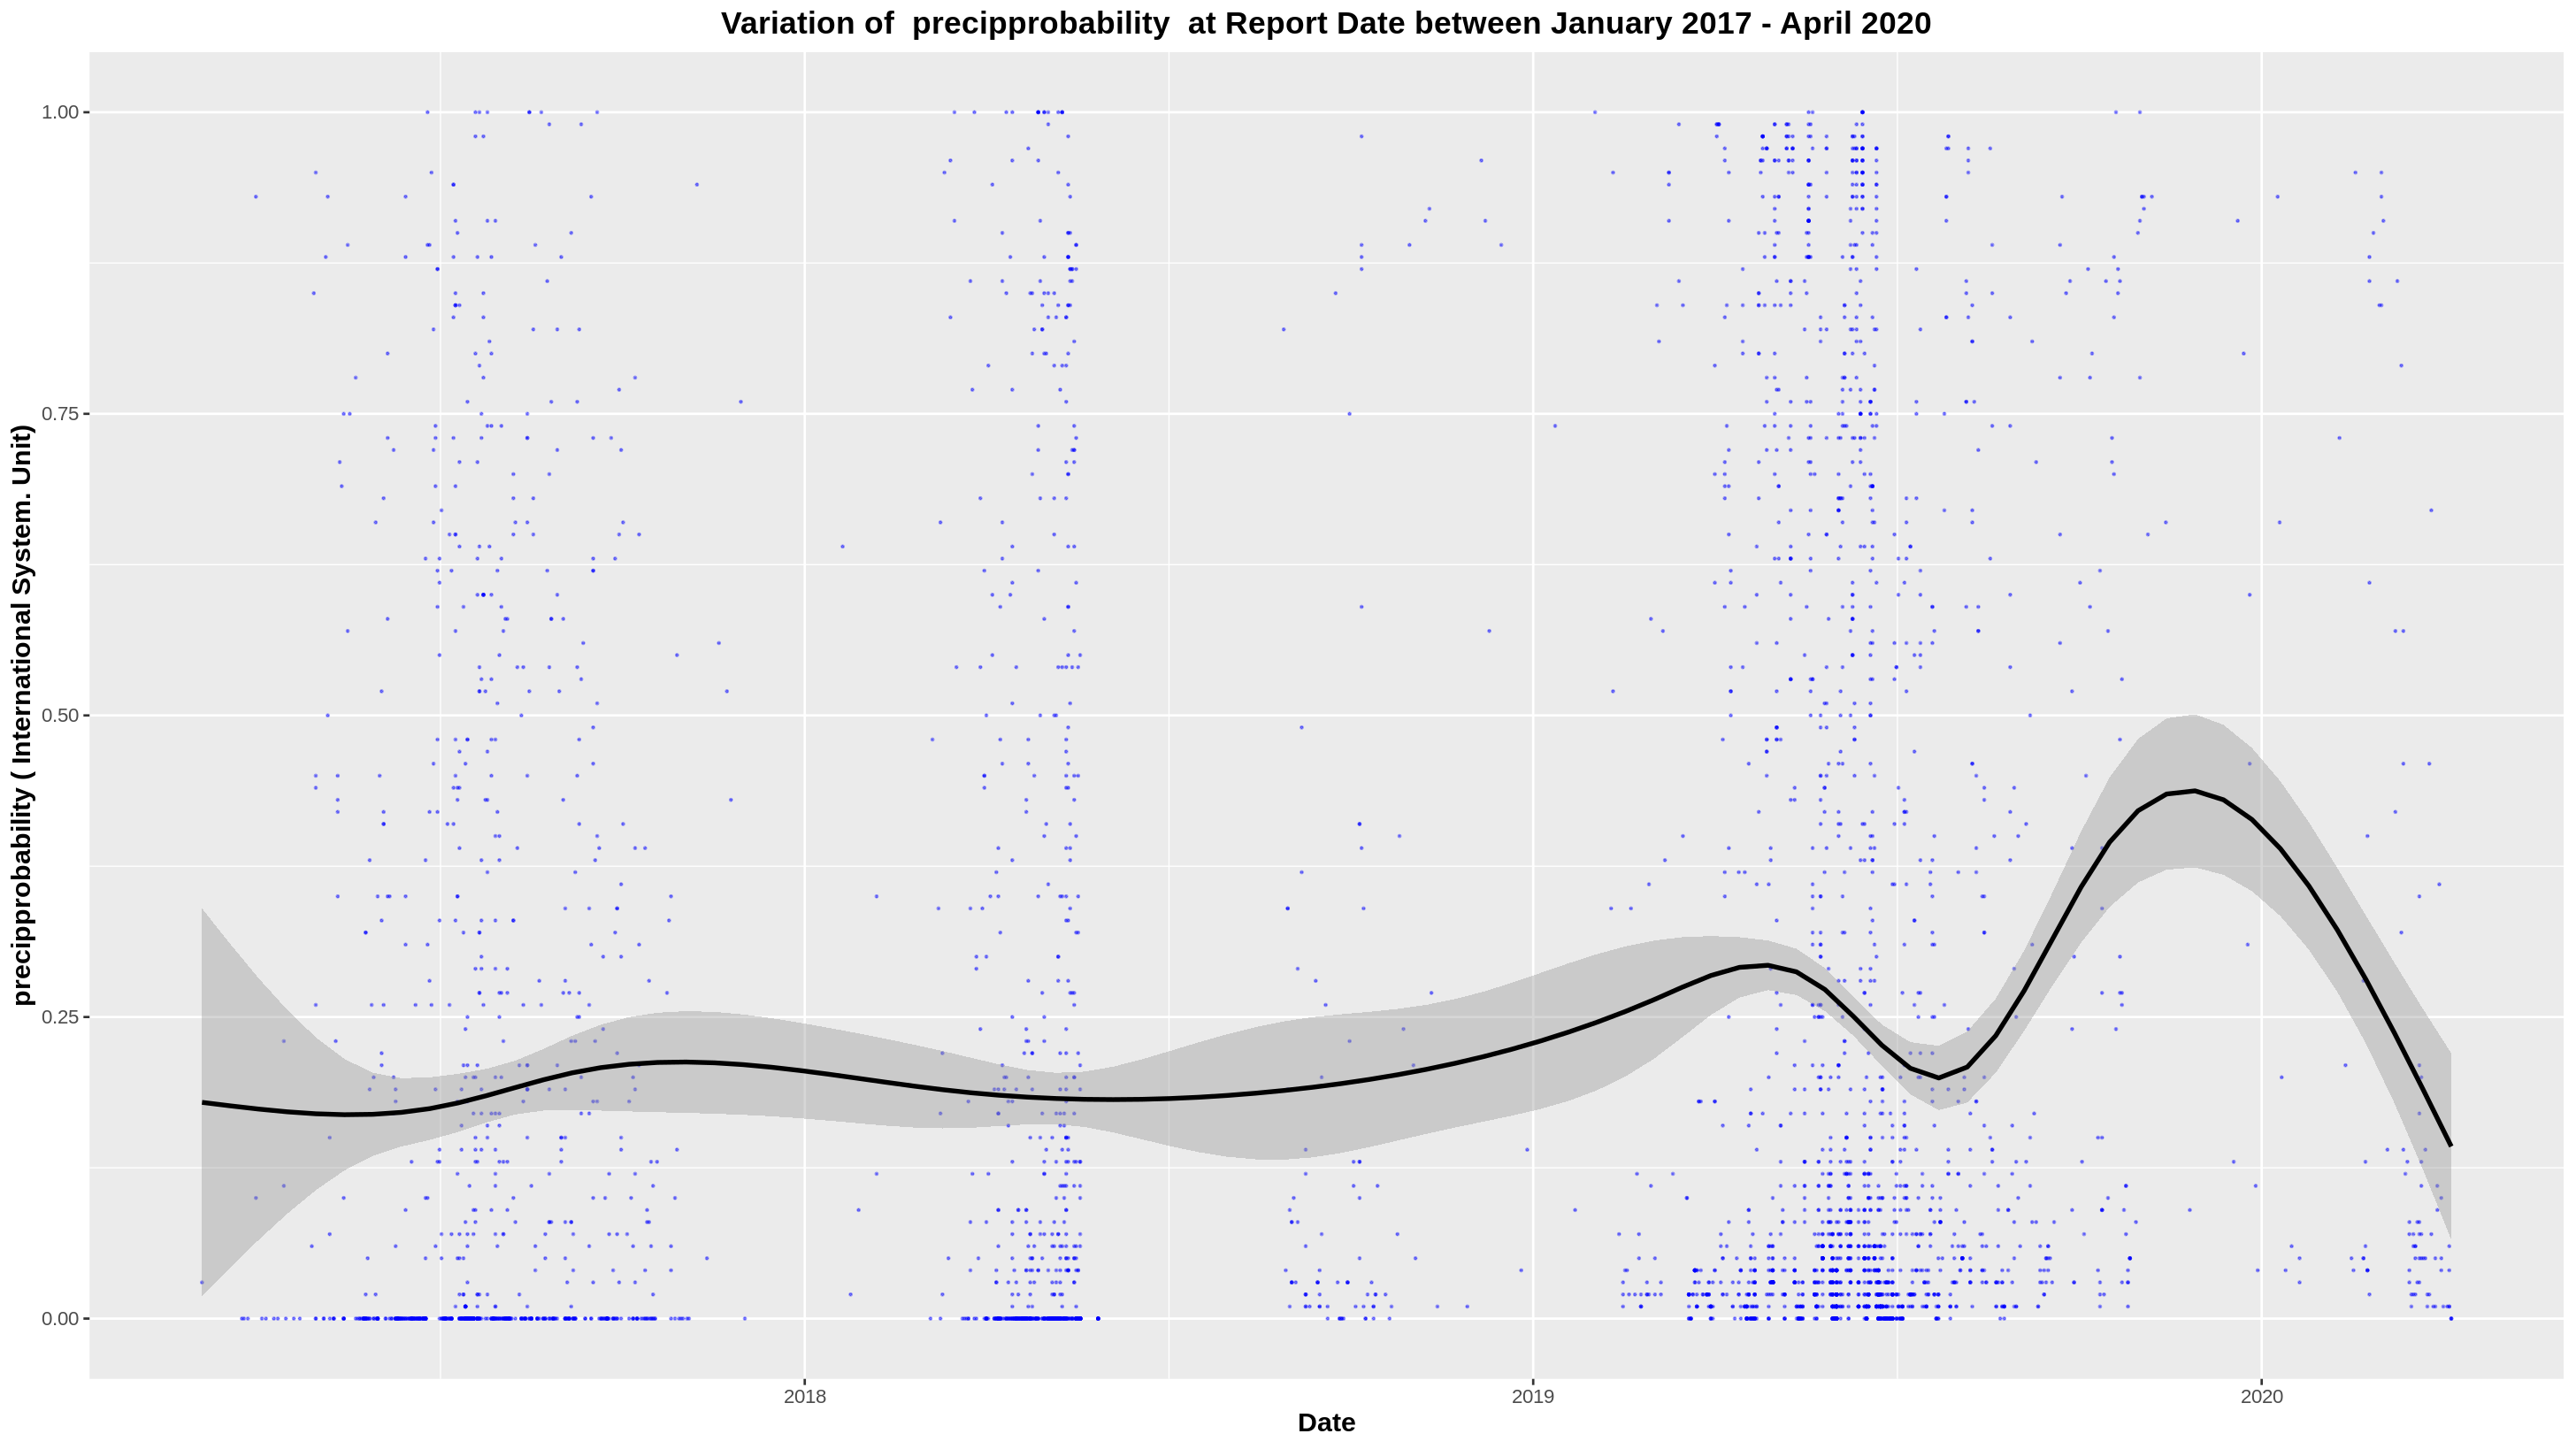 Variation of  precipprobability  at Report Date between January 2017 - April 2020
precipprobability ( International System. Unit)
1.00
0.75
0.50
0.25
0.00
2018
2019
2020
Date